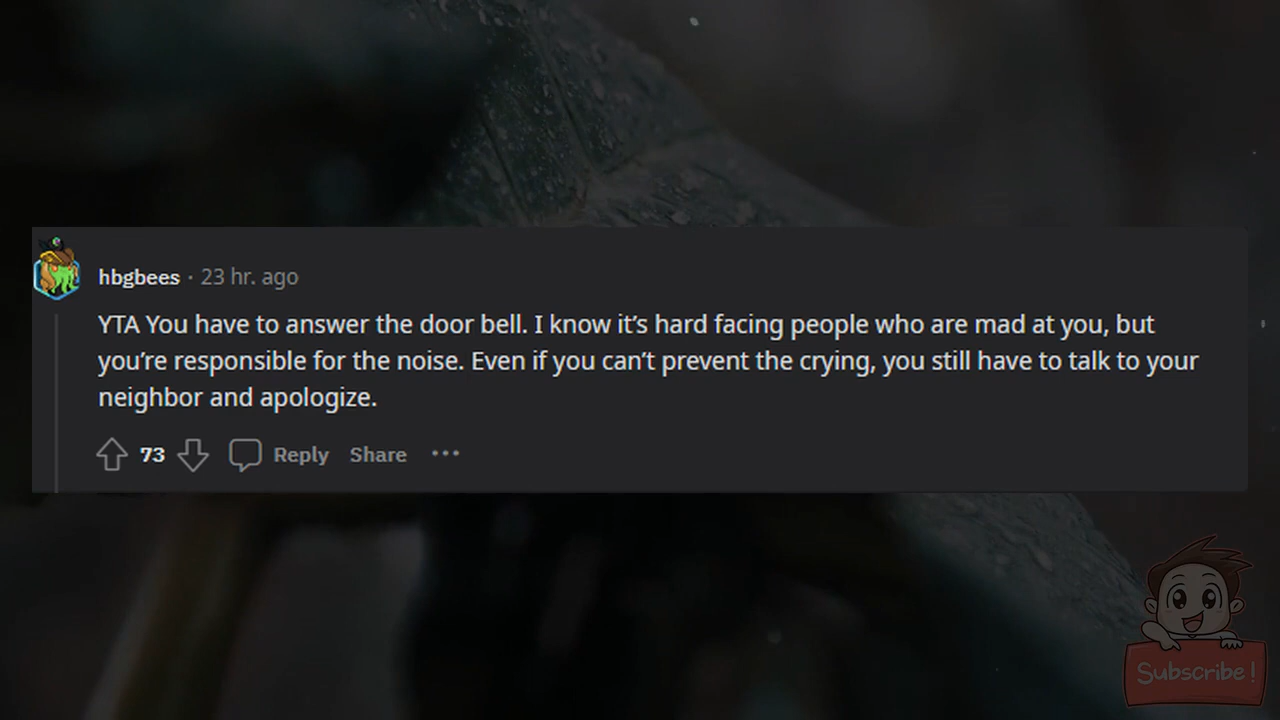 hbgbees · 23 hr. ago
YTA You have to answer the door bell. I know it’s hard facing people who are mad at you, but
you’re responsible for the noise. Even if you can’t prevent the crying, you still have to talk to your
neighbor and apologize.
73 Reply Share ···
Subscribe!